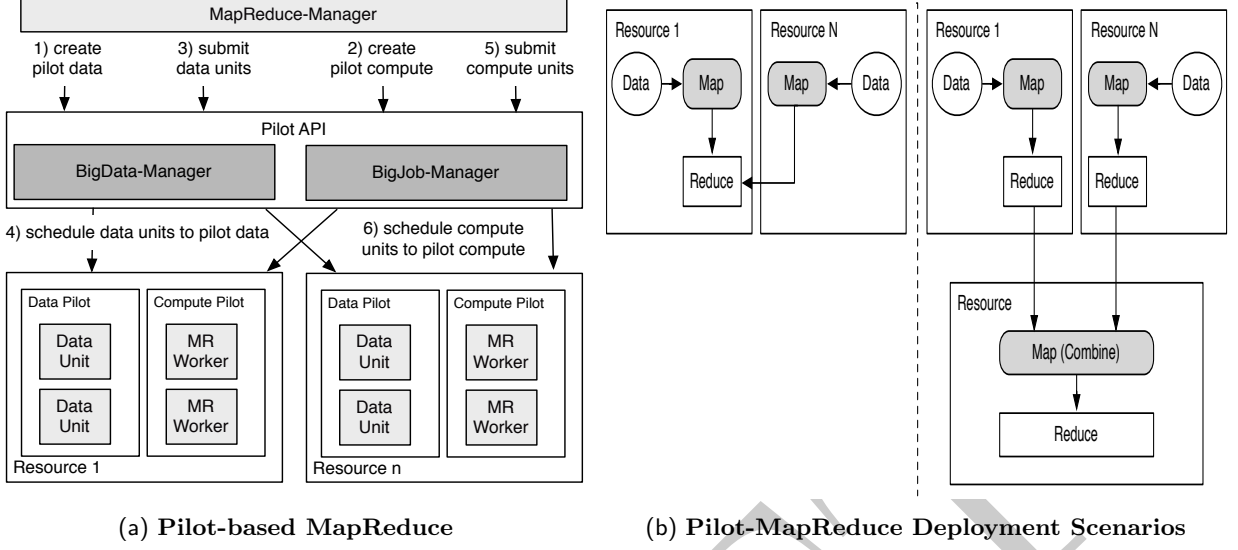 MapReduce-Manager
1) create
pilot data
3) submit
data units
2) create
pilot compute
5) submit
compute units
Pilot API
BigData-Manager
BigJob-Manager
4) schedule data units to pilot data
6) schedule compute
units to pilot compute
Data Pilot
Data
Unit
Data
Unit
Compute Pilot
MR
Worker
MR
Worker
Resource 1
Data Pilot
Data
Unit
Data
Unit
Compute Pilot
MR
Worker
MR
Worker
Resource n
(a) Pilot-based MapReduce
Resource 1
Data
Map
Reduce
Resource N
Map
Data
Resource 1
Data
Map
Reduce
Resource N
Map
Data
Reduce
Resource
Map (Combine)
Reduce
(b) Pilot-MapReduce Deployment Scenarios